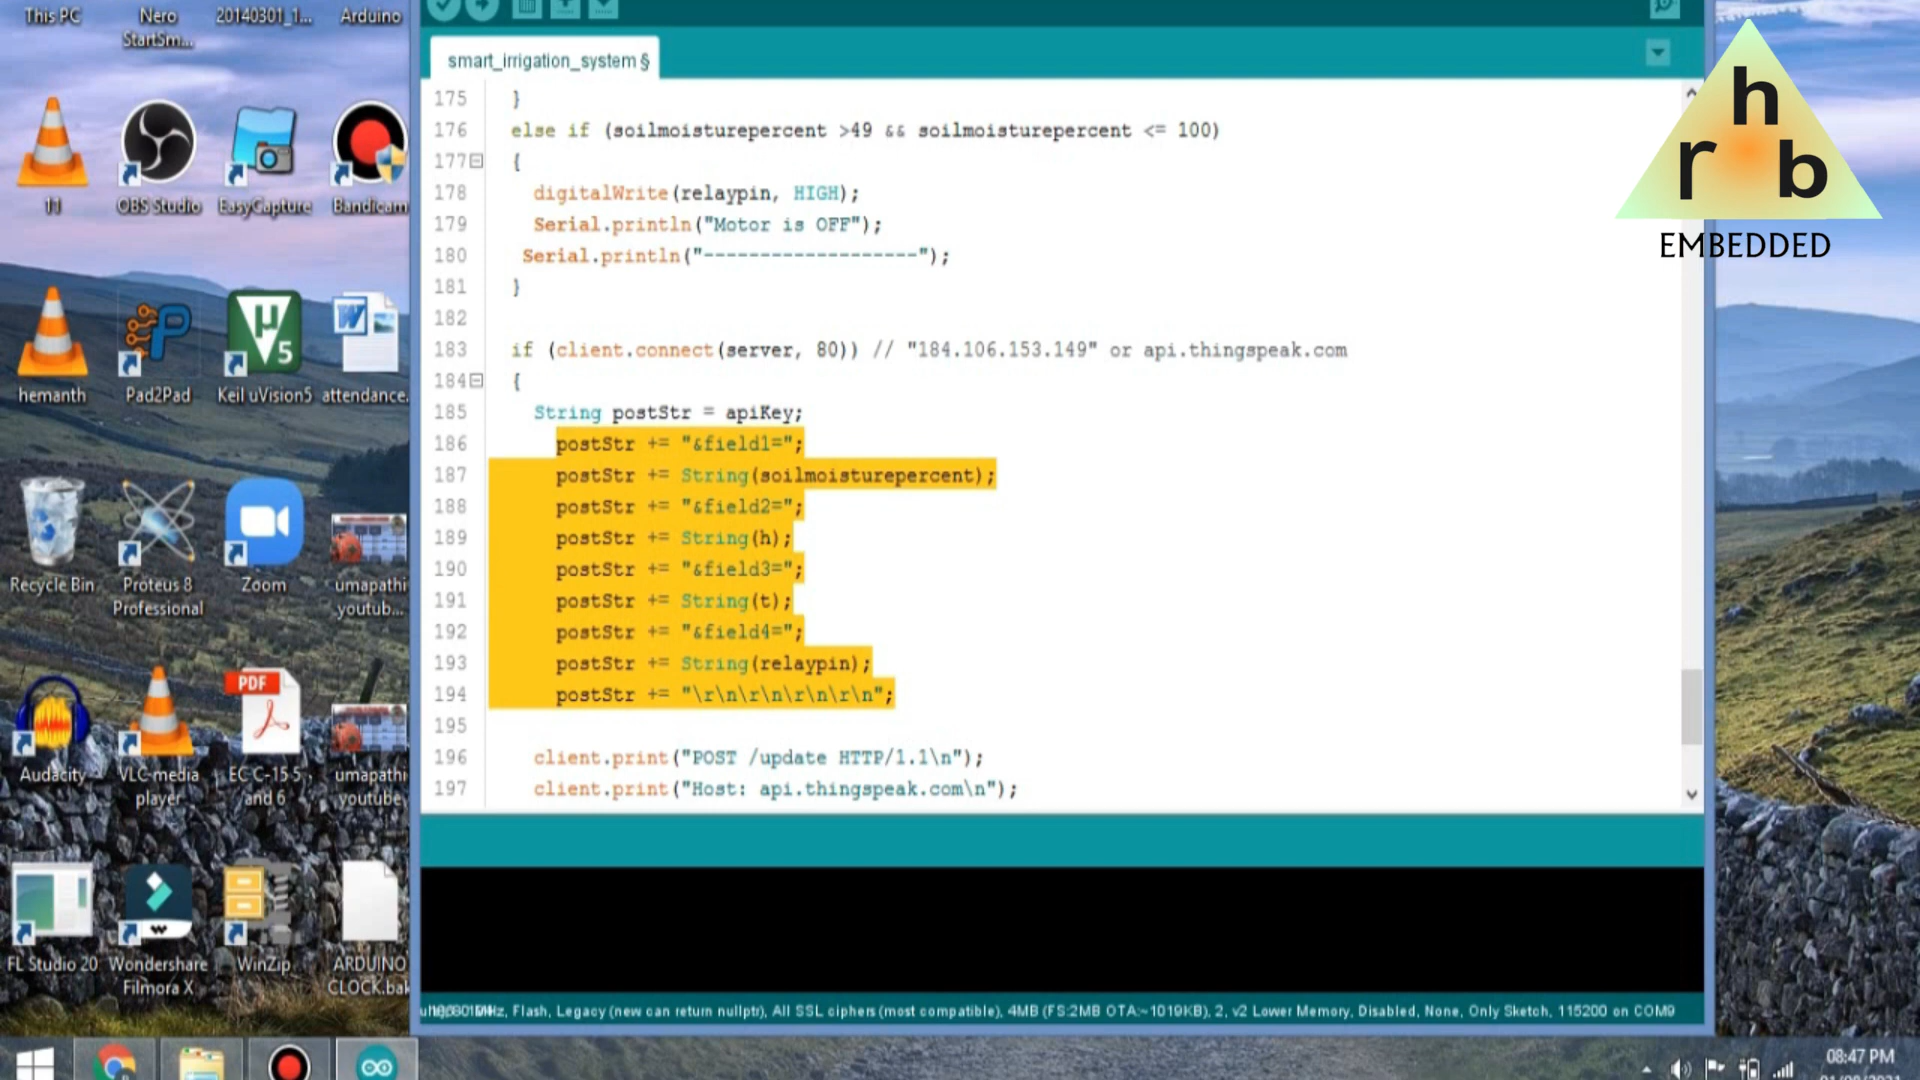 This PC
Nero
StartSm...
20140301_1...
Arduino
11
OBS Studio
EasyCapture
Bandicam
hemanth
Pad2Pad
Keil uVision5
attendance.
Recycle Bin
Proteus 8
Professional
Zoom
umapathi
youtub...
Audacity
VLC media
player
PDF
EC C-15 5
and 6
umapathi
youtube
FL Studio 20
Wondershare
Filmora X
WinZip
ARDUINO
CLOCK.bak
smart_irrigation_system §
175 }
176 else if (soilmoisturepercent >49 && soilmoisturepercent <= 100)
177 {
178 digitalWrite(relaypin, HIGH);
179 Serial.println("Motor is OFF");
180 Serial.println("-------------------");
181 }
182
183 if (client.connect(server, 80)) // "184.106.153.149" or api.thingspeak.com
184 {
185 String postStr = apiKey;
186 postStr += "&field1=";
187 postStr += String(soilmoisturepercent);
188 postStr += "&field2=";
189 postStr += String(h);
190 postStr += "&field3=";
191 postStr += String(t);
192 postStr += "&field4=";
193 postStr += String(relaypin);
194 postStr += "\r\n\r\n\r\n\r\n";
195
196 client.print("POST /update HTTP/1.1\n");
197 client.print("Host: api.thingspeak.com\n");
Flash, Legacy (new can return nullptr), All SSL ciphers (most compatible), 4MB (FS:2MB OTA:~1019KB), 2, v2 Lower Memory, Disabled, None, Only Sketch, 115200 on COM9
h
r b
EMBEDDED
08:47 PM